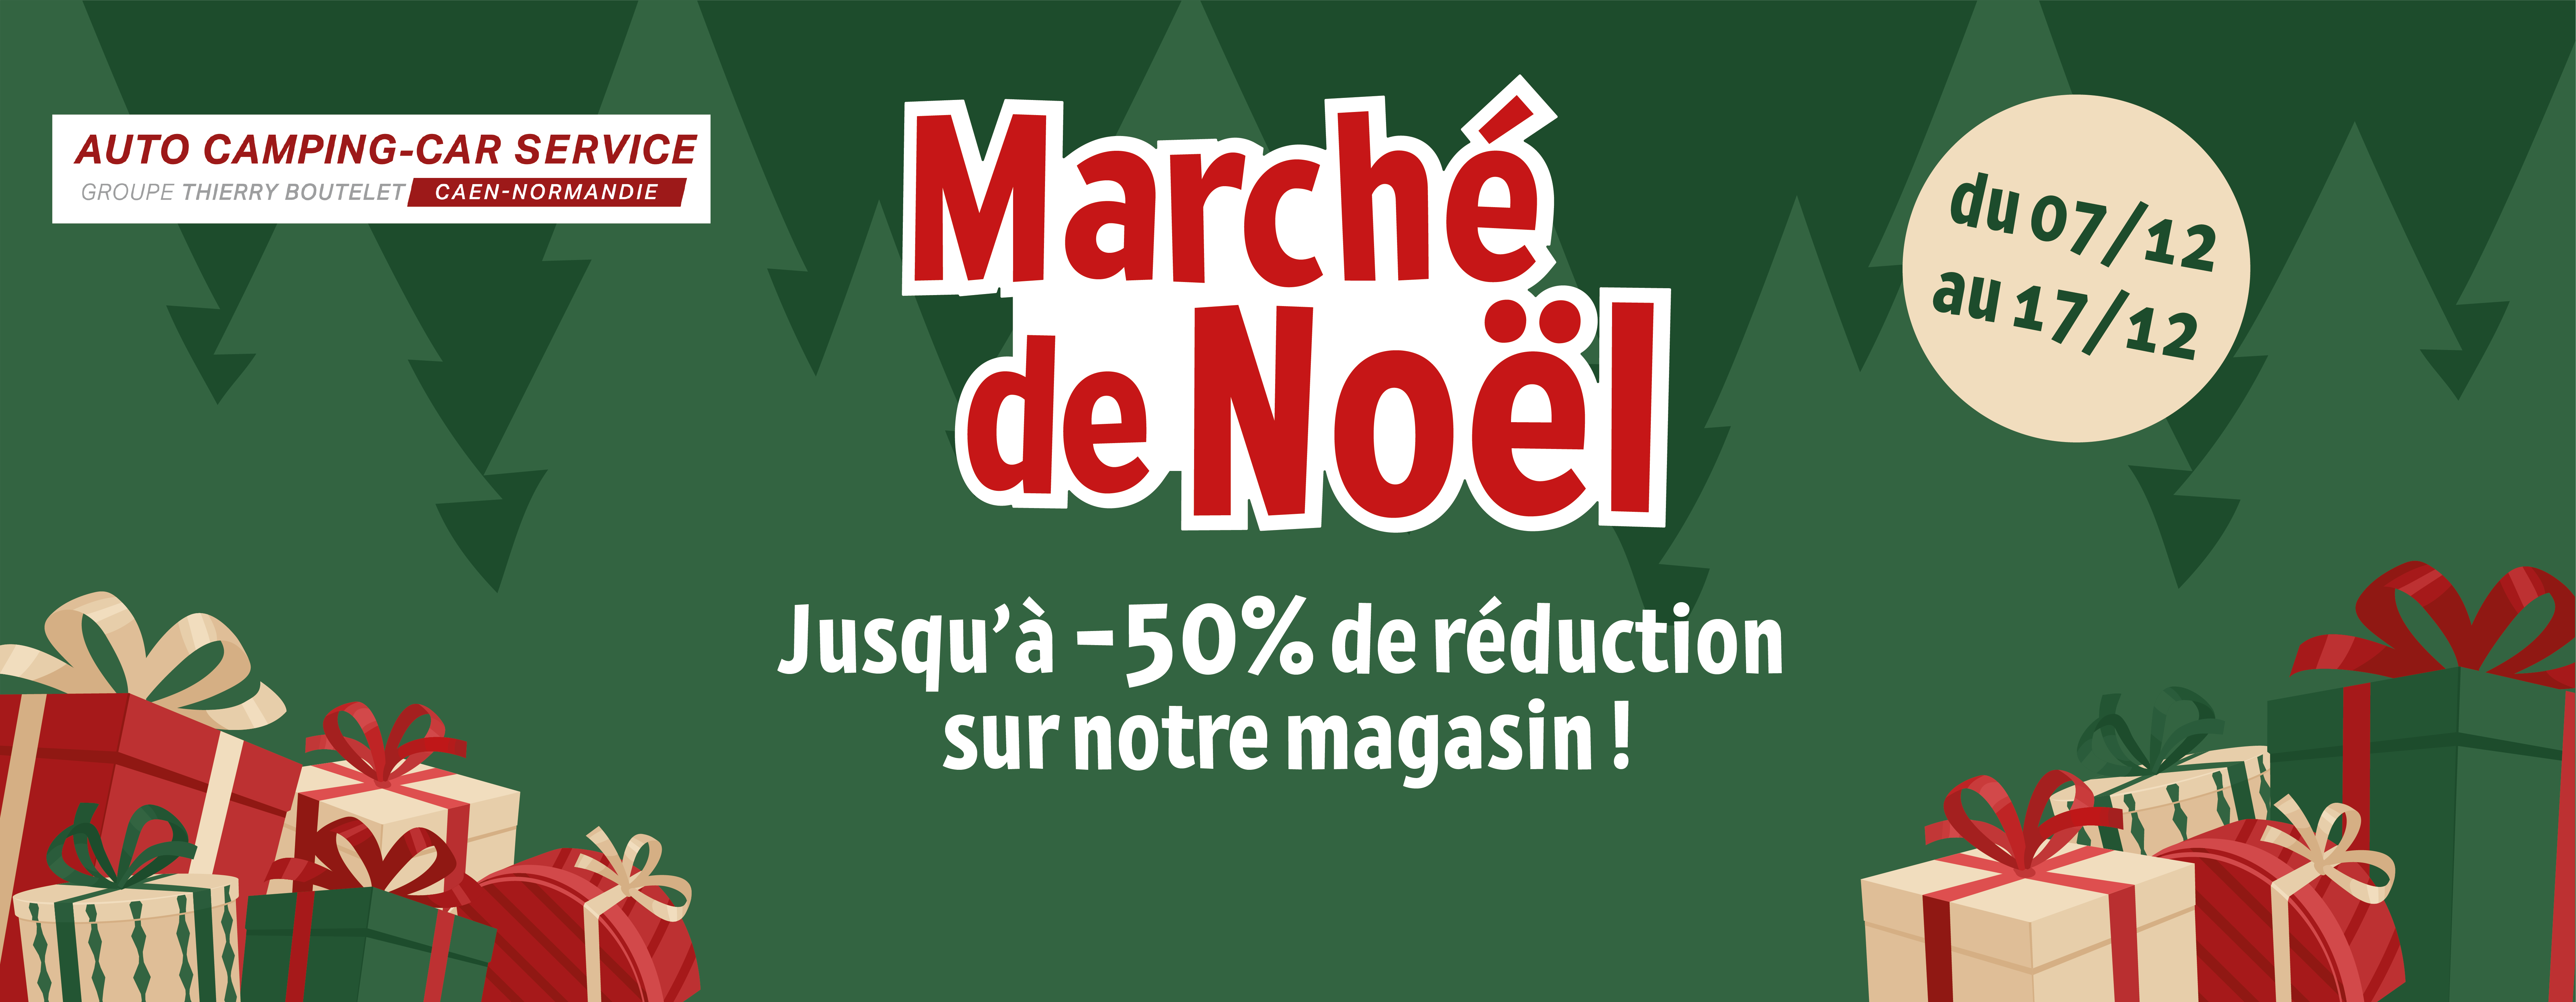 AUTO CAMPING-CAR SERVICE
GROUPE THIERRY BOUTELET CAEN-NORMANDIE
Marché
de Noël
du 07/12
au 17/12
Jusqu'à -50% de réduction
sur notre magasin !